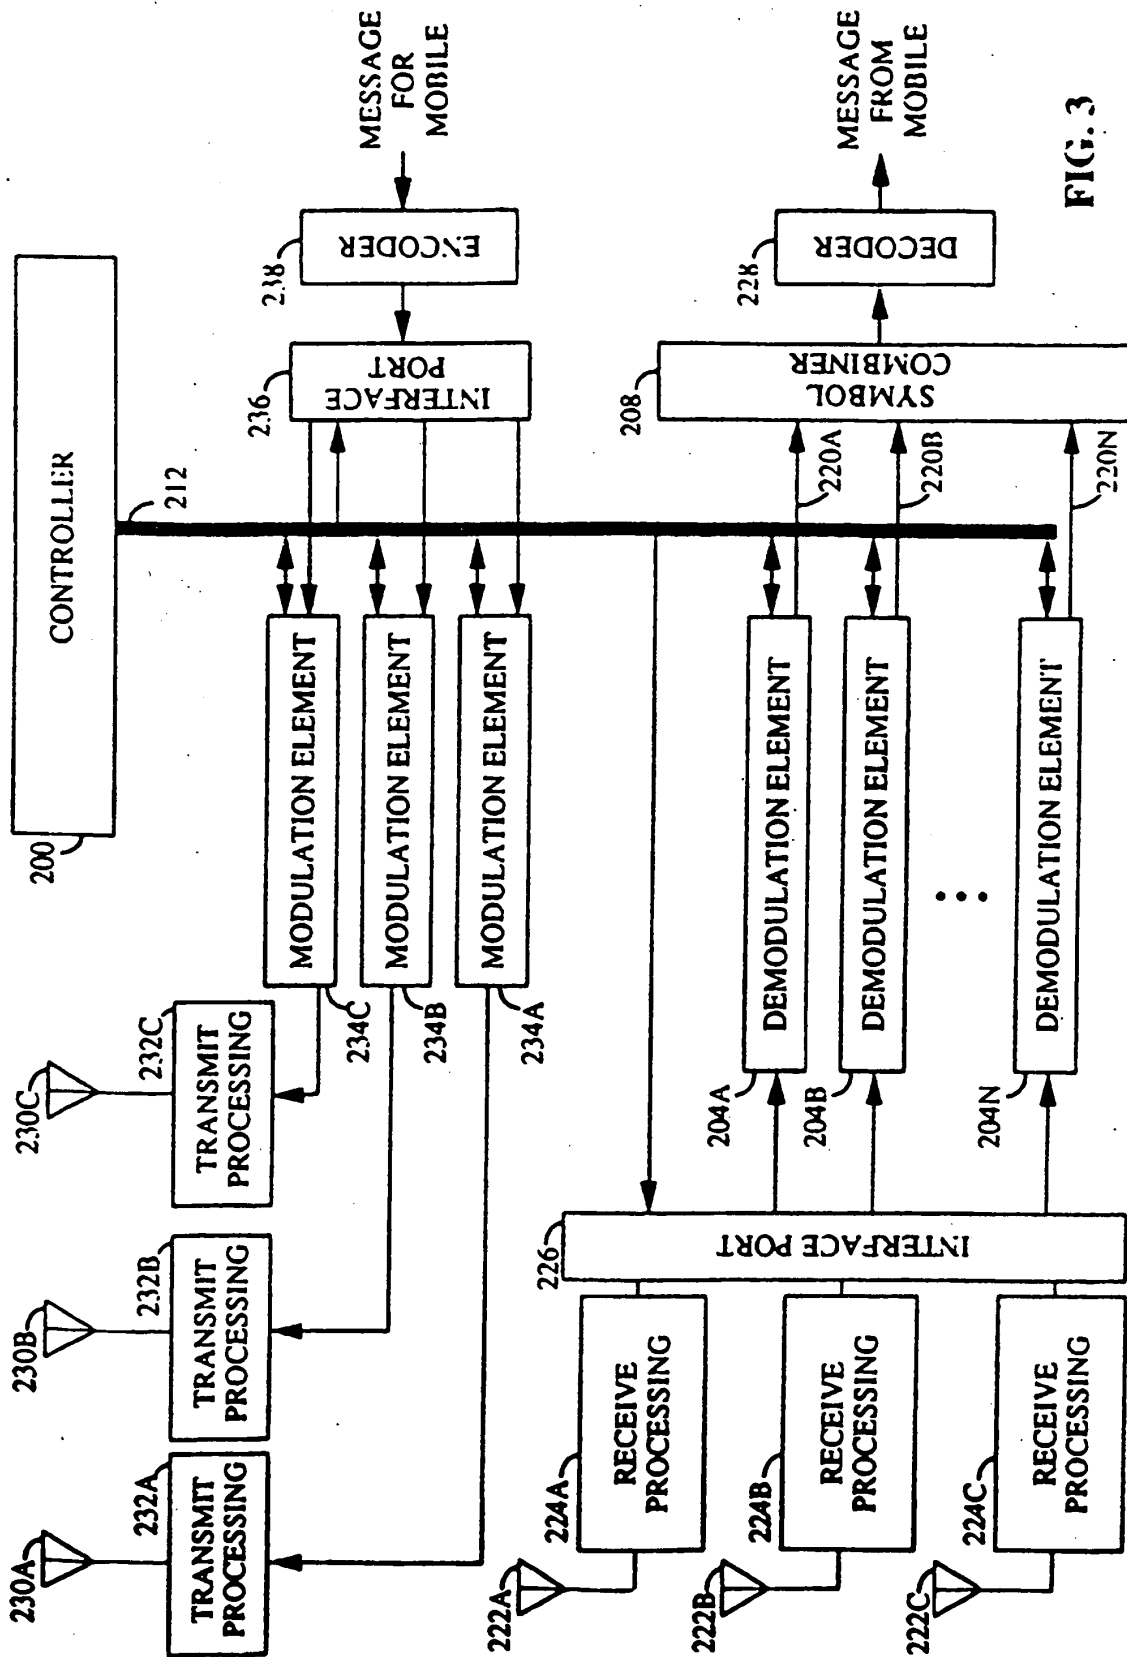 CONTROLLER
200
212
230A
230B
230C
232A
TRANSMIT
PROCESSING
232B
TRANSMIT
PROCESSING
232C
TRANSMIT
PROCESSING
234C
MODULATION ELEMENT
234B
MODULATION ELEMENT
234A
MODULATION ELEMENT
236
INTERFACE
PORT
238
ENCODER
MESSAGE
FOR
MOBILE
222A
224A
RECEIVE
PROCESSING
222B
224B
RECEIVE
PROCESSING
222C
224C
RECEIVE
PROCESSING
226
INTERFACE PORT
204A
DEMODULATION ELEMENT
204B
DEMODULATION ELEMENT
204N
DEMODULATION ELEMENT
220A
220B
220N
208
SYMBOL
COMBINER
228
DECODER
MESSAGE
FROM
MOBILE
FIG. 3